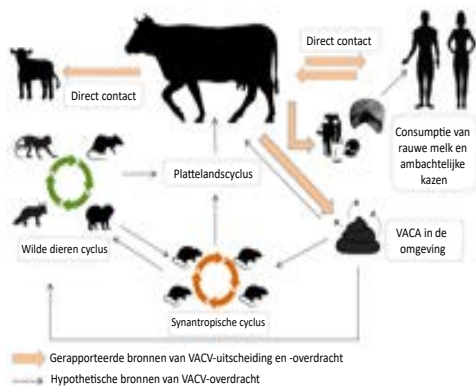 Direct contact
Direct contact
Consumptie van
rauwe melk en
ambachtelijke
kazen
Plattelandscyclus
Wilde dieren cyclus
VACA in de
omgeving
Synantropische cyclus
Gerapporteerde bronnen van VACV-uitscheiding en -overdracht
Hypothetische bronnen van VACV-overdracht